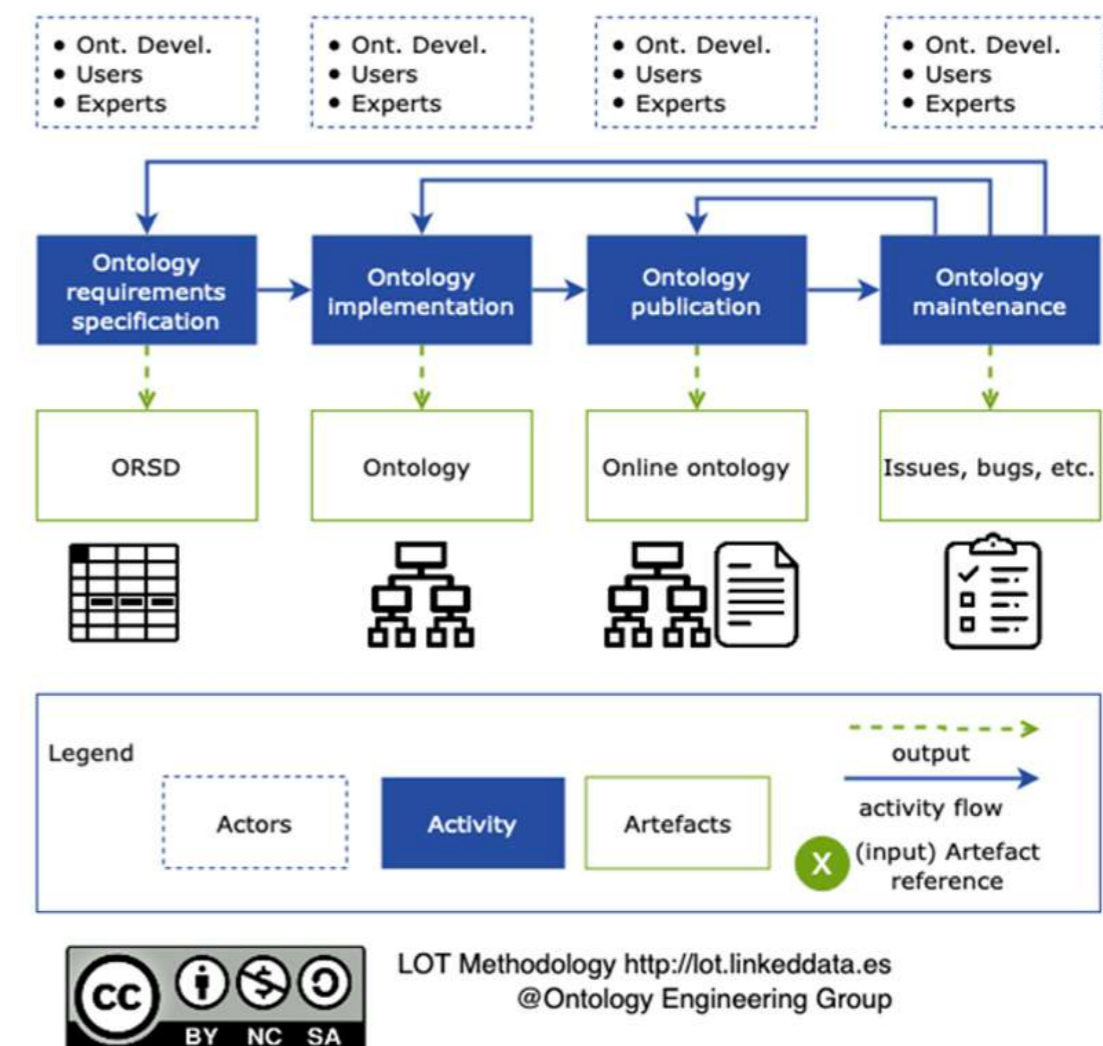 • Ont. Devel.
• Users
• Experts
• Ont. Devel.
• Users
• Experts
• Ont. Devel.
• Users
• Experts
• Ont. Devel.
• Users
• Experts
Ontology
requirements
specification
Ontology
implementation
Ontology
publication
Ontology
maintenance
ORSD
Ontology
Online ontology
Issues, bugs, etc.
Legend
Actors
Activity
Artefacts
output
activity flow
X
(input) Artefact
reference
cc
BY NC SA
LOT Methodology http://lot.linkeddata.es
@Ontology Engineering Group